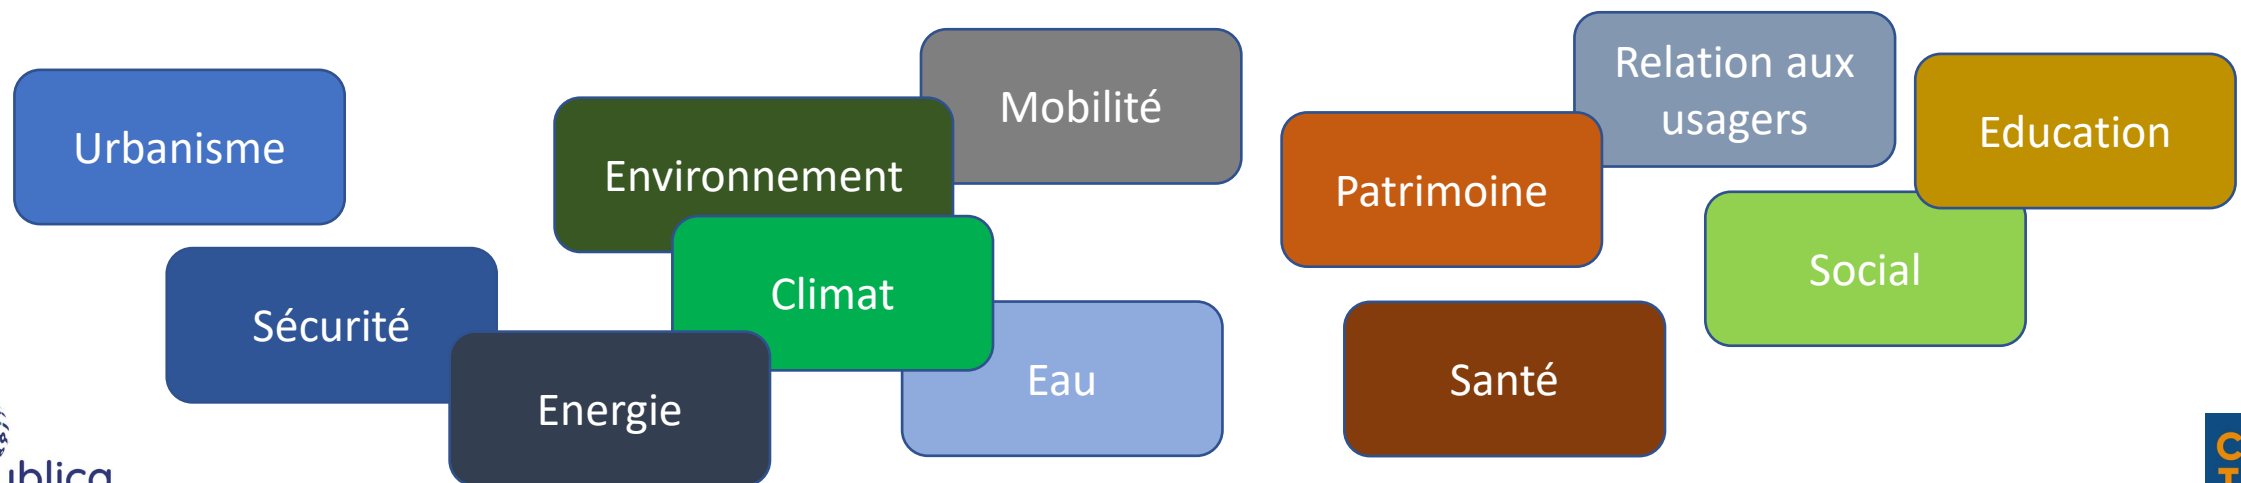 Urbanisme
Sécurité
Environnement
Mobilité
Climat
Energie
Eau
Patrimoine
Relation aux
usagers
Education
Social
Santé